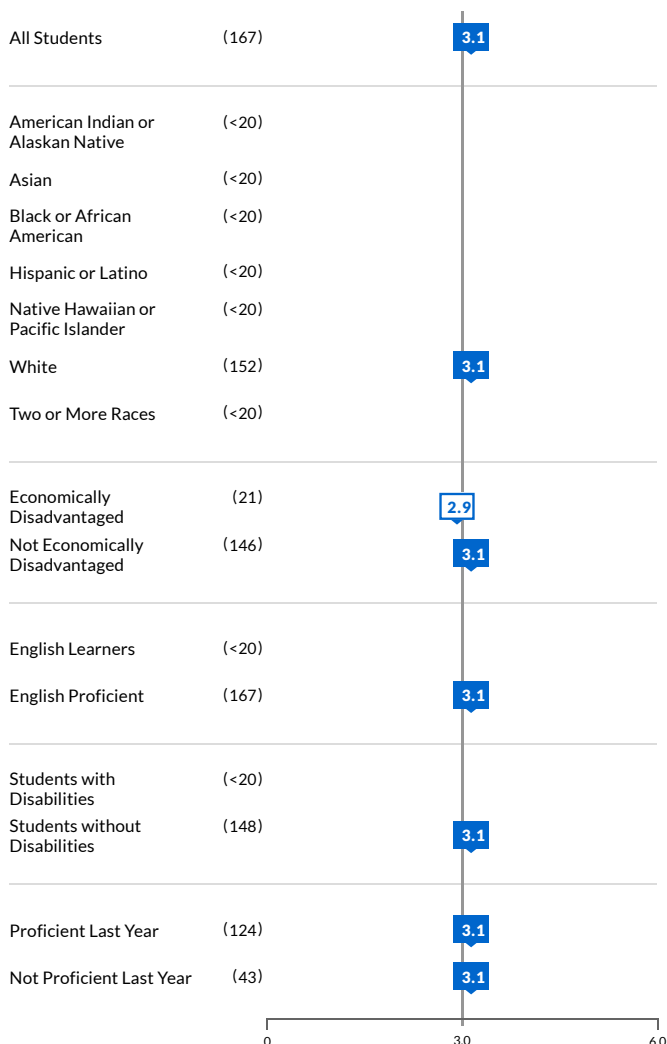 All Students (167) 3.1
American Indian or
Alaskan Native (<20)
Asian (<20)
Black or African
American (<20)
Hispanic or Latino (<20)
Native Hawaiian or
Pacific Islander (<20)
White (152) 3.1
Two or More Races (<20)
Economically
Disadvantaged (21) 2.9
Not Economically
Disadvantaged (146) 3.1
English Learners (<20)
English Proficient (167) 3.1
Students with
Disabilities (<20)
Students without
Disabilities (148) 3.1
Proficient Last Year (124) 3.1
Not Proficient Last Year (43) 3.1
0 3.0 6.0